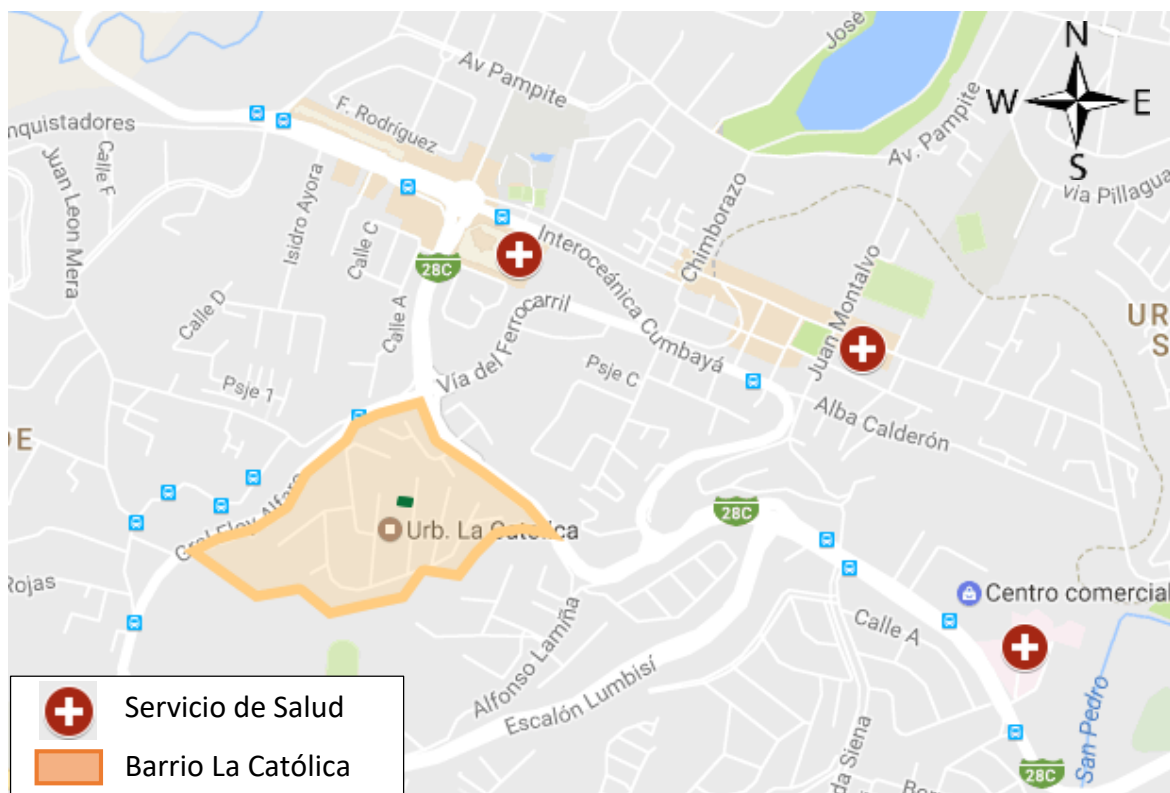 José
N
W
E
S
Av Pampite
Av. Pampite
F. Rodríguez
nquistadores
Calle F
Juan Leon Mera
Isidro Ayora
Calle C
via Pillagua
Chimborazo
Interoceánica Cumbayá
28C
Calle A
Calle D
Vía del Ferrocarril
Juan Montalvo
UR
S
Psje 1
Psje C
Alba Calderón
DE
Gral Eloy Alfaro
Urb. La Católica
28C
Rojas
Centro comercial
Calle A
Alfonso Lamiña
Escalón Lumbisí
da Siena
San Pedro
28C
Servicio de Salud
Barrio La Católica